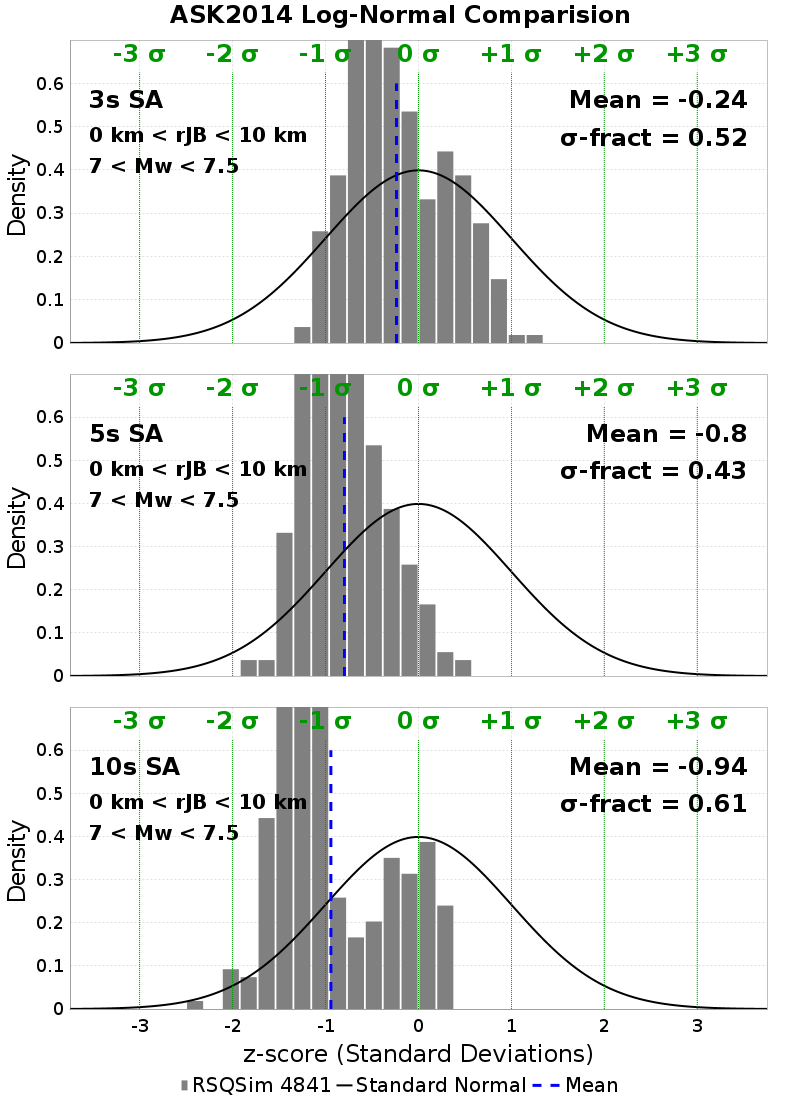 ASK2014 Log-Normal Comparision
-3 σ -2 σ -1 σ 0 σ +1 σ +2 σ +3 σ
3s SA
0 km < rJB < 10 km
7 < Mw < 7.5
Mean = -0.24
σ-fract = 0.52
Density
0.6
0.5
0.4
0.3
0.2
0.1
0
-3 σ -2 σ -1 σ 0 σ +1 σ +2 σ +3 σ
5s SA
0 km < rJB < 10 km
7 < Mw < 7.5
Mean = -0.8
σ-fract = 0.43
Density
0.6
0.5
0.4
0.3
0.2
0.1
0
-3 σ -2 σ -1 σ 0 σ +1 σ +2 σ +3 σ
10s SA
0 km < rJB < 10 km
7 < Mw < 7.5
Mean = -0.94
σ-fract = 0.61
Density
0.6
0.5
0.4
0.3
0.2
0.1
0
-3 -2 -1 0 1 2 3
z-score (Standard Deviations)
RSQSim 4841 Standard Normal Mean